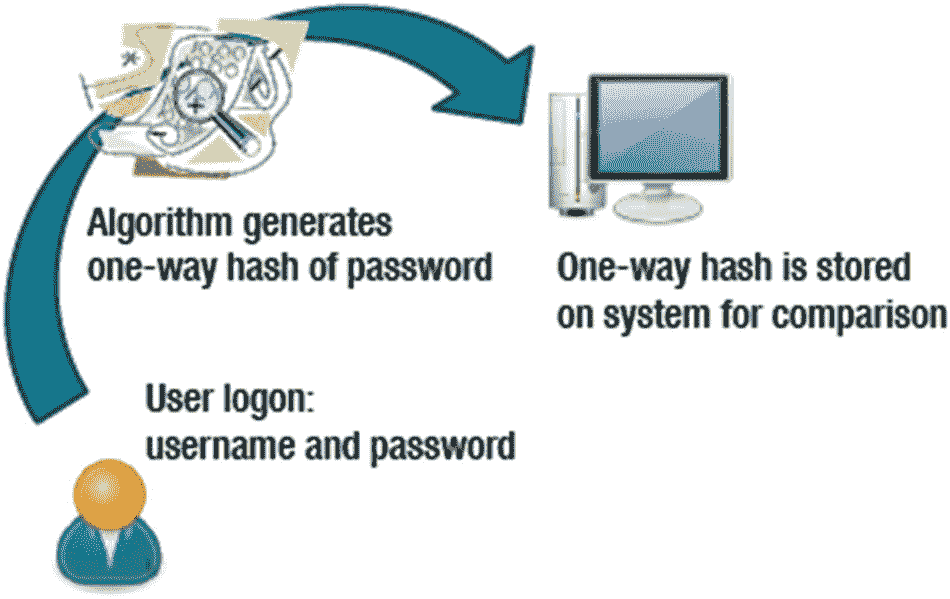 Algorithm generates
one-way hash of password
One-way hash is stored
on system for comparison
User logon:
username and password